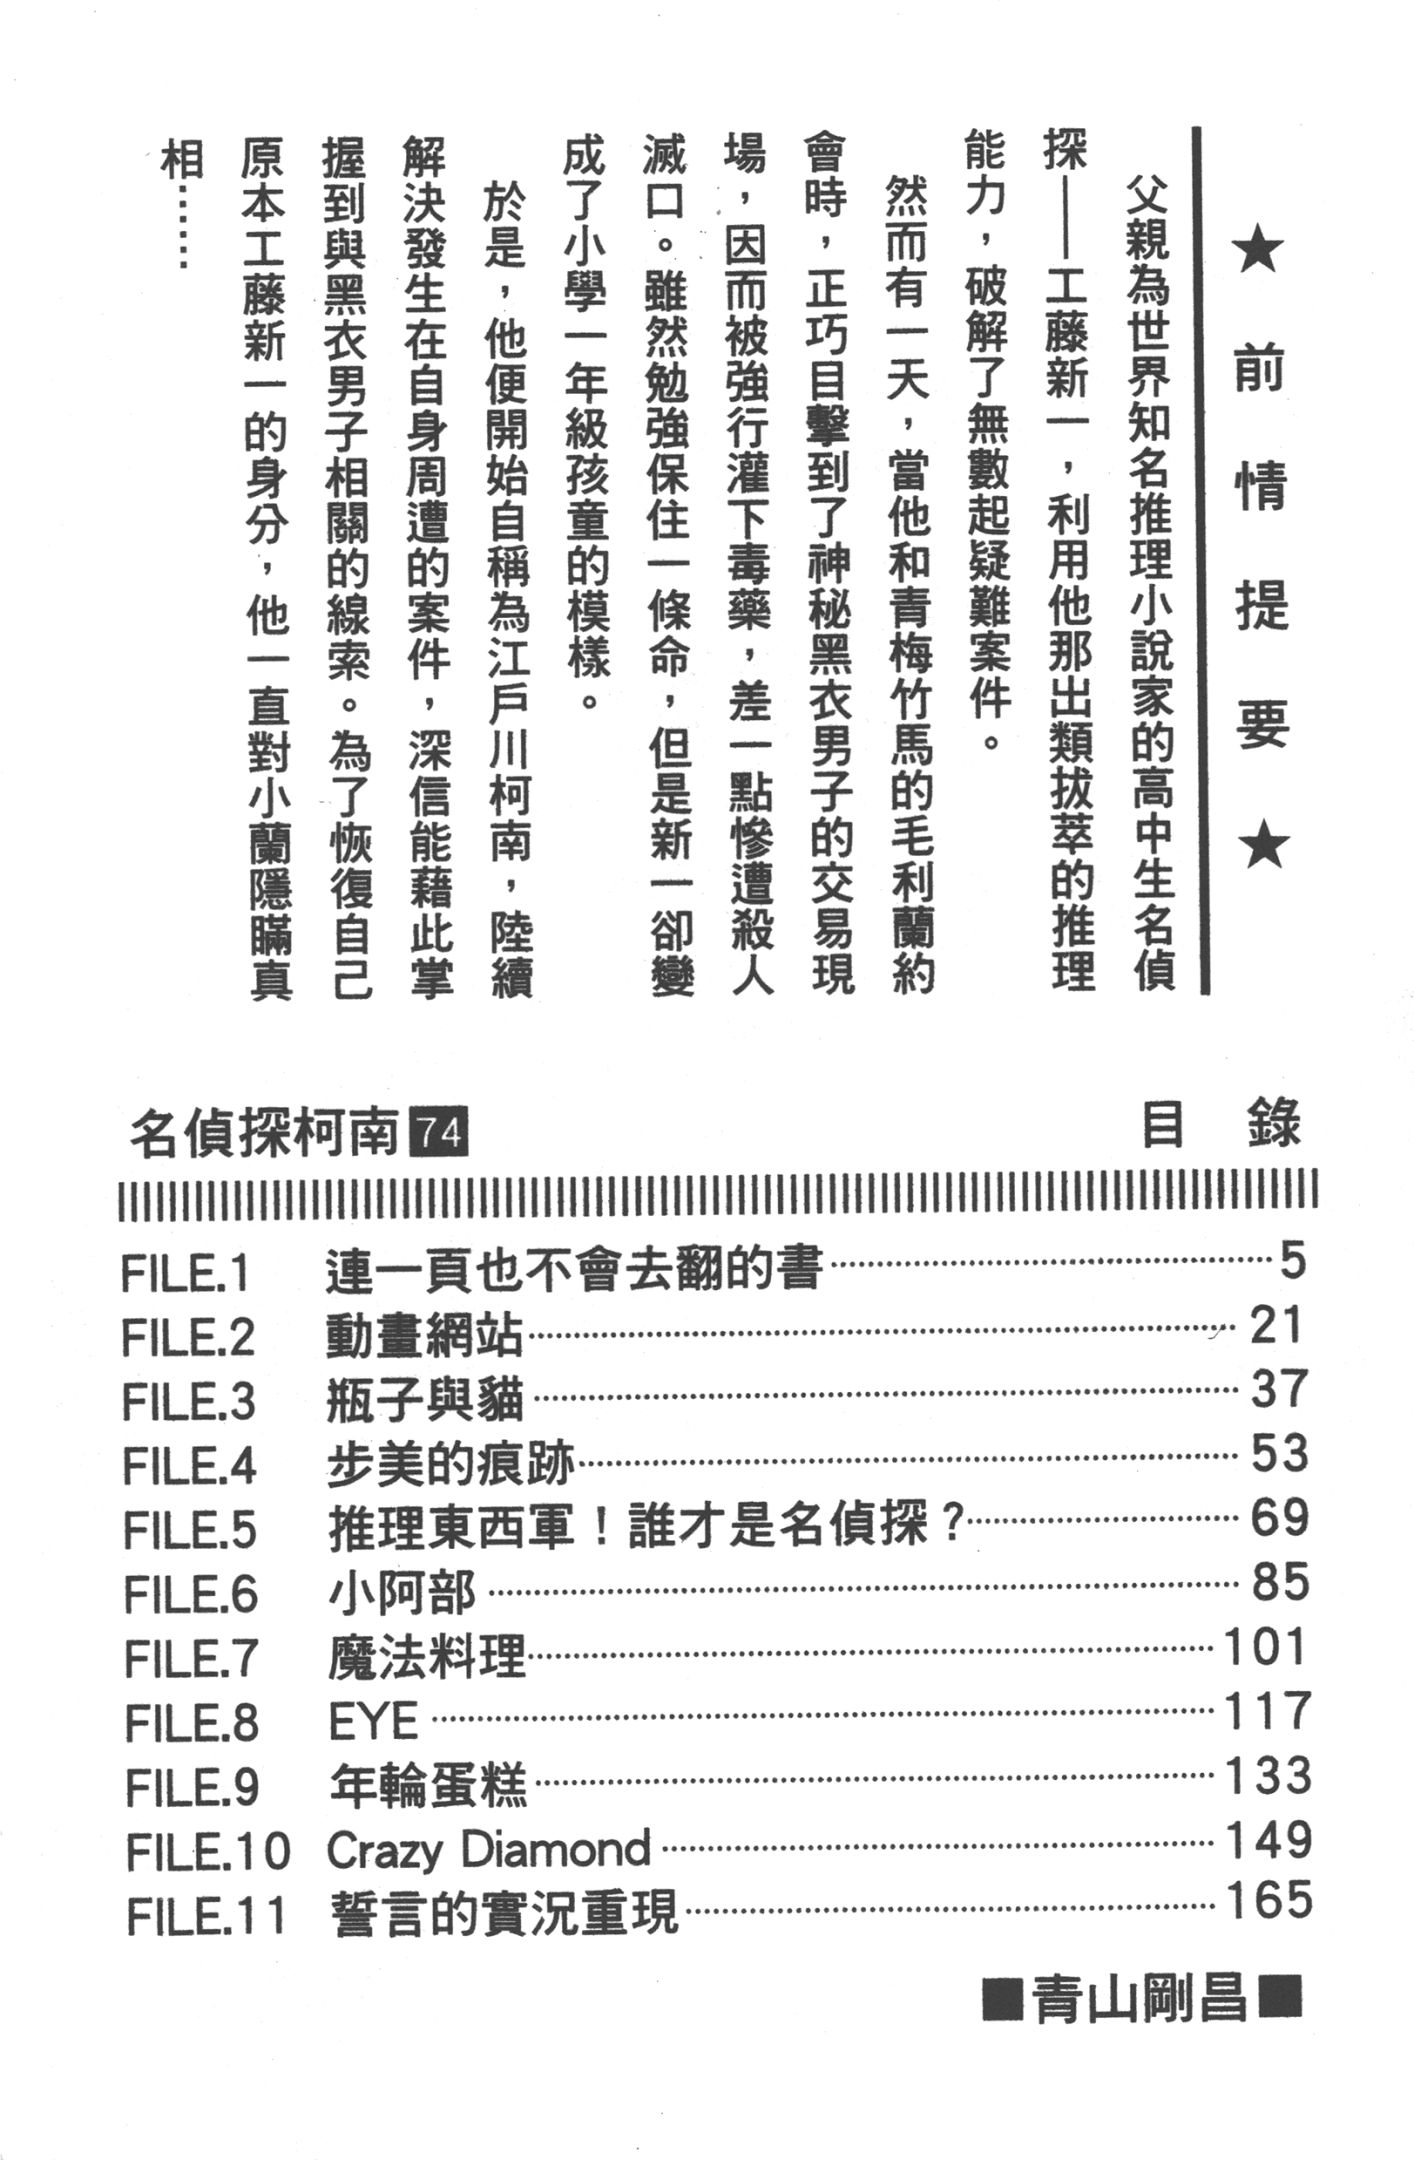 ★前情提要★
父親為世界知名推理小說家的高中生名偵
探——工藤新一，利用他那出類拔萃的推理
能力，破解了無數起疑難案件。
然而有一天，當他和青梅竹馬的毛利蘭約
會時，正巧目擊到了神秘黑衣男子的交易現
場，因而被強行灌下毒藥，差一點慘遭殺人
滅口。雖然勉強保住一條命，但是新一卻變
成了小學一年級孩童的模樣。
於是，他便開始自稱為江戶川柯南，陸續
解決發生在自身周遭的案件，深信能藉此掌
握到與黑衣男子相關的線索。為了恢復自己
原本工藤新一的身分，他一直對小蘭隱瞞真
相……
名偵探柯南74 目 錄
FILE.1 連一頁也不會去翻的書…5
FILE.2 動畫網站…21
FILE.3 瓶子與貓…37
FILE.4 步美的痕跡…53
FILE.5 推理東西軍！誰才是名偵探？…69
FILE.6 小阿部…85
FILE.7 魔法料理…101
FILE.8 EYE…117
FILE.9 年輪蛋糕…133
FILE.10 Crazy Diamond…149
FILE.11 誓言的實況重現…165
■青山剛昌■